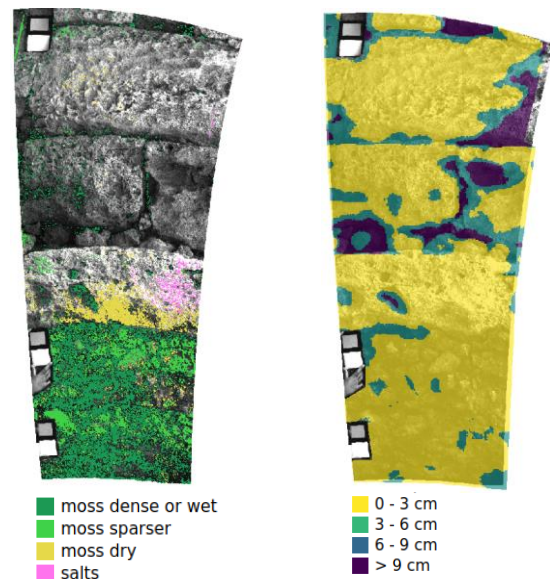 moss dense or wet
moss sparser
moss dry
salts
0 - 3 cm
3 - 6 cm
6 - 9 cm
> 9 cm